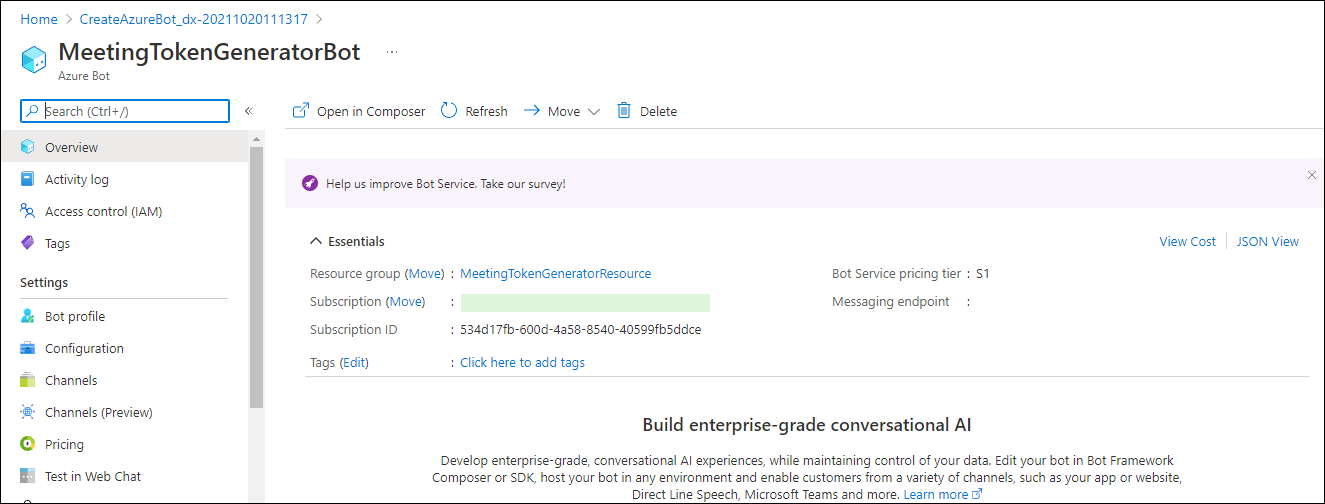 Home > CreateAzureBot_dx-20211020111317 >
MeetingTokenGeneratorBot ...
Azure Bot
Search (Ctrl+/) «
Overview
Activity log
Access control (IAM)
Tags
Settings
Bot profile
Configuration
Channels
Channels (Preview)
Pricing
Test in Web Chat
Open in Composer Refresh Move Delete
Help us improve Bot Service. Take our survey!
Essentials View Cost JSON View
Resource group (Move) : MeetingTokenGeneratorResource Bot Service pricing tier : S1
Subscription (Move) : Messaging endpoint :
Subscription ID : 534d17fb-600d-4a58-8540-40599fb5ddce
Tags (Edit) : Click here to add tags
Build enterprise-grade conversational AI
Develop enterprise-grade, conversational AI experiences, while maintaining control of your data. Edit your bot in Bot Framework
Composer or SDK, host your bot in any environment and enable customers from a variety of channels, such as your app or website,
Direct Line Speech, Microsoft Teams and more. Learn more